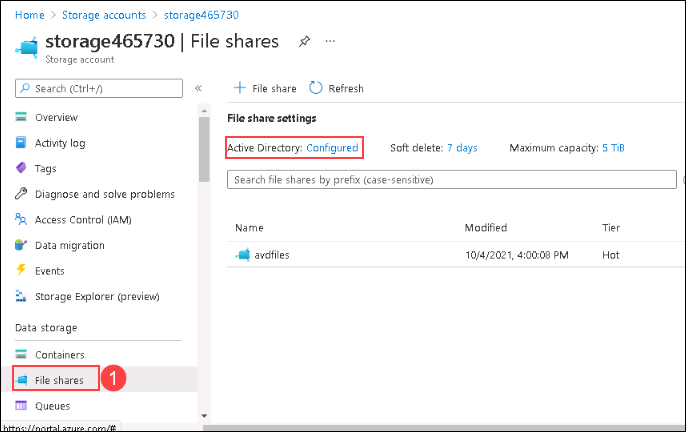 Home > Storage accounts > storage465730
storage465730 | File shares
Storage account
Search (Ctrl+/)
«
Overview
Activity log
Tags
Diagnose and solve problems
Access Control (IAM)
Data migration
Events
Storage Explorer (preview)
Data storage
Containers
File shares 1
Queues
https://portal.azure.com/#
+ File share Refresh
File share settings
Active Directory: Configured Soft delete: 7 days Maximum capacity: 5 TiB
Search file shares by prefix (case-sensitive)
Name Modified Tier
avdfiles 10/4/2021, 4:00:08 PM Hot